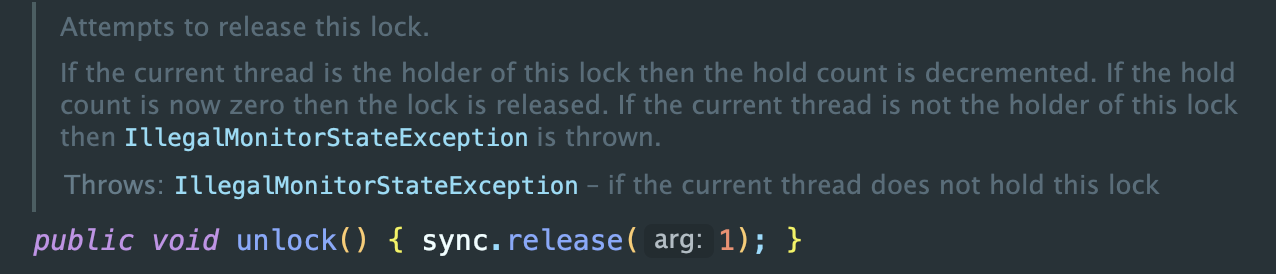 Attempts to release this lock.
If the current thread is the holder of this lock then the hold count is decremented. If the hold
count is now zero then the lock is released. If the current thread is not the holder of this lock
then IllegalMonitorStateException is thrown.
Throws: IllegalMonitorStateException – if the current thread does not hold this lock
public void unlock() { sync.release( arg: 1); }